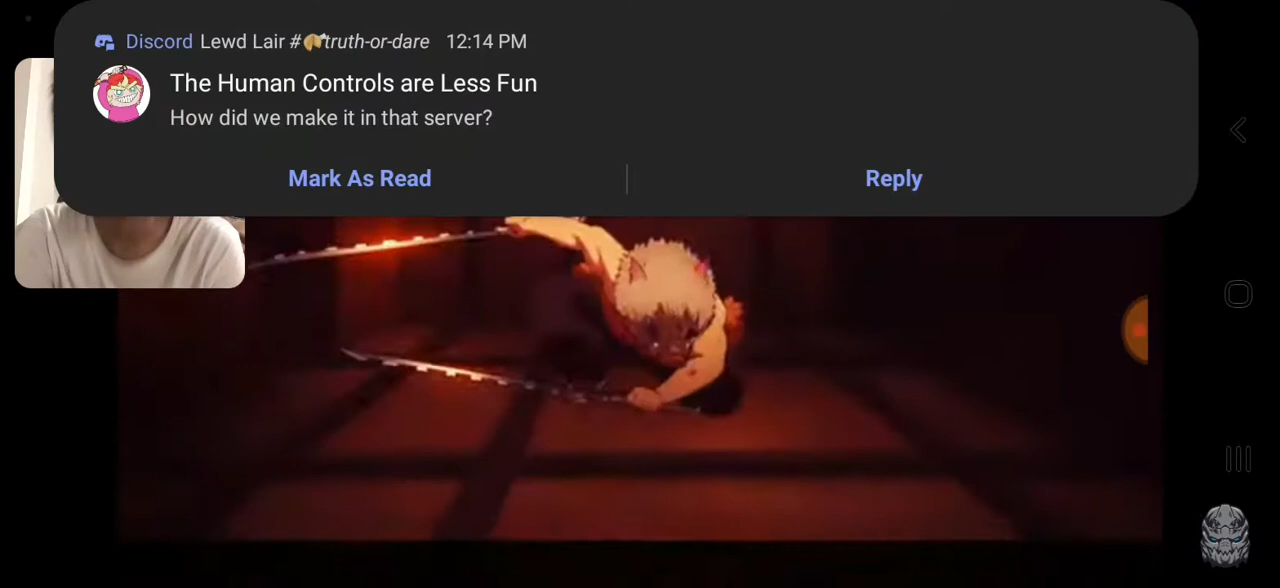 Discord Lewd Lair #🥠truth-or-dare 12:14 PM
The Human Controls are Less Fun
How did we make it in that server?
Mark As Read Reply